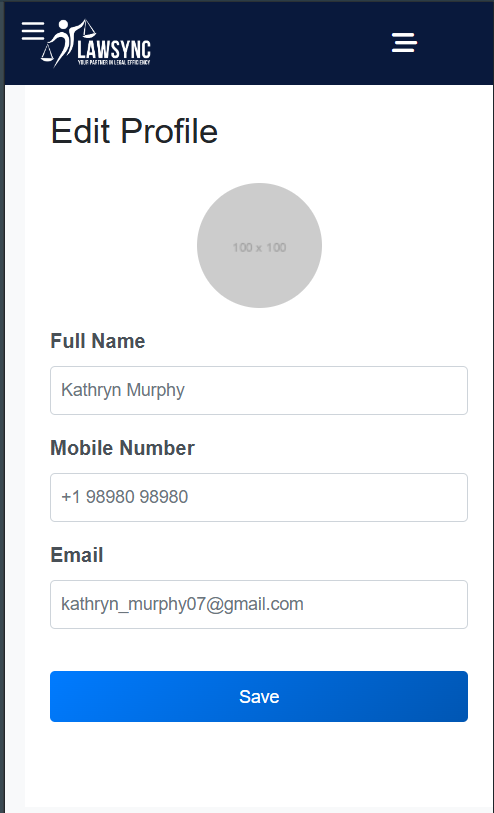 LAWSYNC
YOUR PARTNER IN LEGAL EFFICIENCY
Edit Profile
100 x 100
Full Name
Kathryn Murphy
Mobile Number
+1 98980 98980
Email
kathryn_murphy07@gmail.com
Save